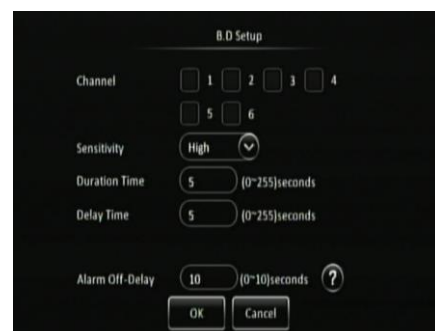 B.D Setup
Channel 1 2 3 4
5 6
Sensitivity High
Duration Time 5 (0~255)seconds
Delay Time 5 (0~255)seconds
Alarm Off-Delay 10 (0~10)seconds ?
OK Cancel